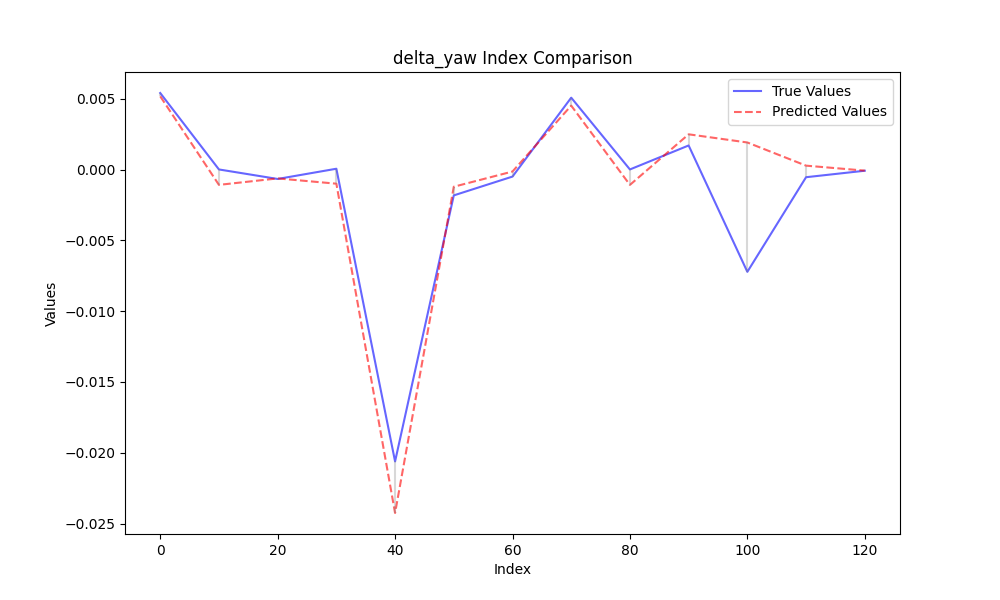 delta_yaw Index Comparison
True Values
Predicted Values
Values
0.005
0.000
−0.005
−0.010
−0.015
−0.020
−0.025
0 20 40 60 80 100 120
Index